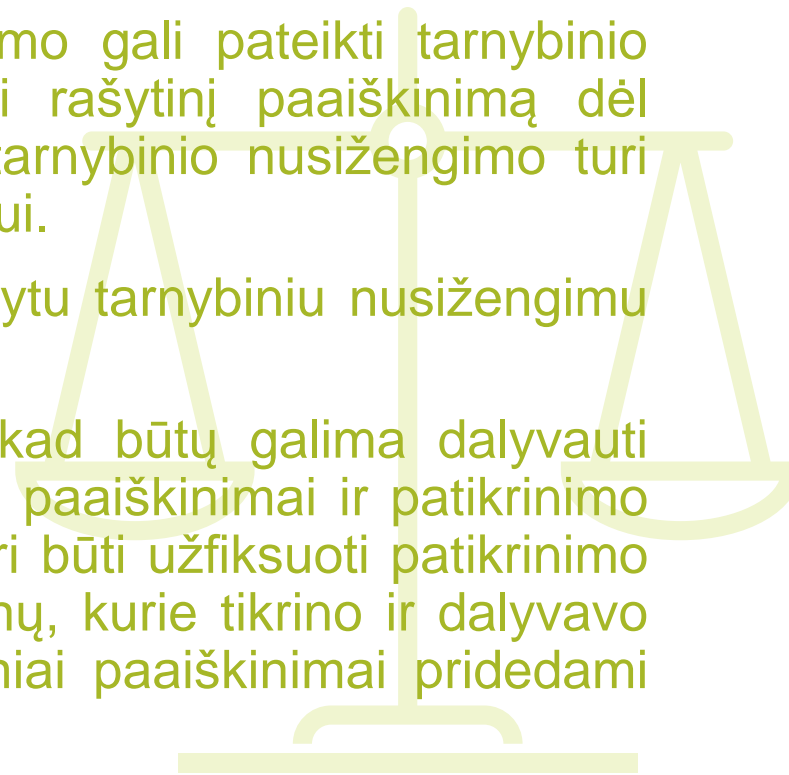 mo gali pateikti tarnybinio
i rašytinį paaiškinimą dėl
tarnybinio nusižengimo turi
ui.
ytu tarnybiniu nusižengimu
kad būtų galima dalyvauti
paaiškinimai ir patikrinimo
ri būti užfiksuoti patikrinimo
nų, kurie tikrino ir dalyvavo
niai paaiškinimai pridedami